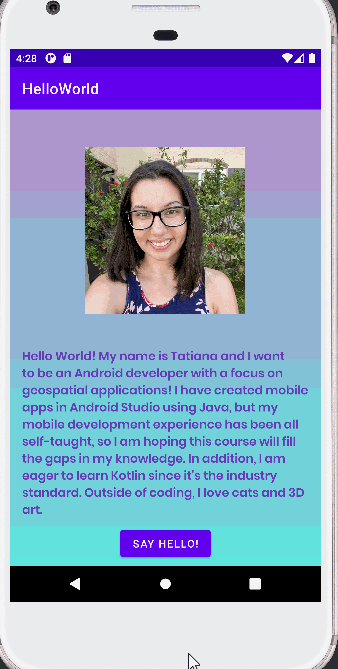 4:28
HelloWorld
Hello World! My name is Tatiana and I want
to be an Android developer with a focus on
geospatial applications! I have created mobile
apps in Android Studio using Java, but my
mobile development experience has been all
self-taught, so I am hoping this course will fill
the gaps in my knowledge. In addition, I am
eager to learn Kotlin since it's the industry
standard. Outside of coding, I love cats and 3D
art.
SAY HELLO!